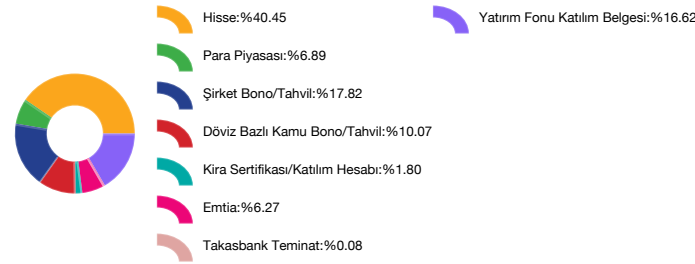 Hisse:%40.45
Para Piyasası:%6.89
Şirket Bono/Tahvil:%17.82
Döviz Bazlı Kamu Bono/Tahvil:%10.07
Kira Sertifikası/Katılım Hesabı:%1.80
Emtia:%6.27
Takasbank Teminat:%0.08
Yatırım Fonu Katılım Belgesi:%16.62